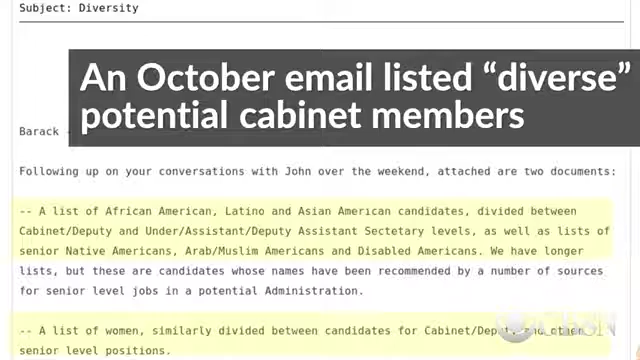 Subject: Diversity
An October email listed “diverse”
potential cabinet members
Barack -
Following up on your conversations with John over the weekend, attached are two documents:
-- A list of African American, Latino and Asian American candidates, divided between
Cabinet/Deputy and Under/Assistant/Deputy Assistant Sectetary levels, as well as lists of
senior Native Americans, Arab/Muslim Americans and Disabled Americans. We have longer
lists, but these are candidates whose names have been recommended by a number of sources
for senior level jobs in a potential Administration.
CBSN
-- A list of women, similarly divided between candidates for Cabinet/Deputy and other
senior level positions.